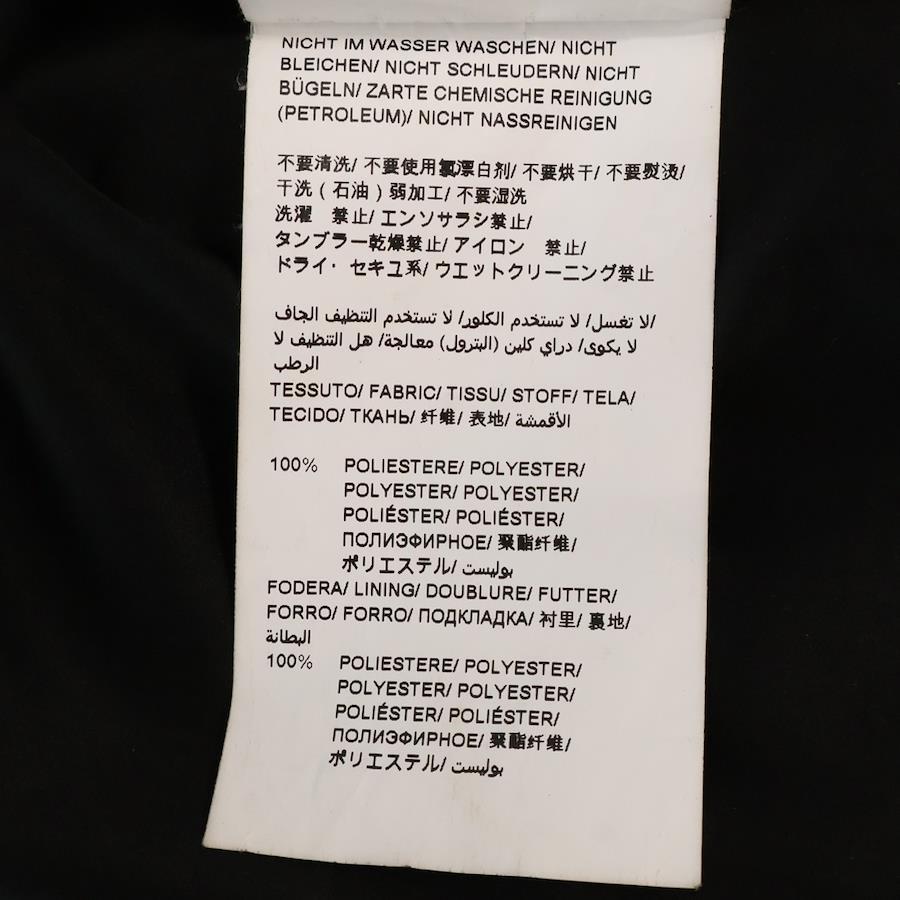 NICHT IM WASSER WASCHEN/ NICHT
BLEICHEN/ NICHT SCHLEUDERN/ NICHT
BÜGELN/ ZARTE CHEMISCHE REINIGUNG
(PETROLEUM)/ NICHT NASSREINIGEN
不要清洗/ 不要使用氯漂白剂/ 不要烘干/ 不要熨烫/
干洗（石油）弱加工/ 不要湿洗
洗濯　禁止/ エンソサラシ禁止/
タンブラー乾燥禁止/ アイロン　禁止/
ドライ・セキユ系/ ウエットクリーニング禁止
لا تغسل/ لا تستخدم الكلور/ لا تستخدم التنظيف الجاف/
لا يكوى/ دراي كلين (البترول) معالجة/ هل التنظيف لا
الرطب
TESSUTO/ FABRIC/ TISSU/ STOFF/ TELA/
TECIDO/ ТКАНЬ/ 纤维/ 表地/ الأقمشة
100% POLIESTERE/ POLYESTER/
POLYESTER/ POLYESTER/
POLIÉSTER/ POLIÉSTER/
ПОЛИЭФИРНОЕ/ 聚酯纤维/
ポリエステル/ بوليست
FODERA/ LINING/ DOUBLURE/ FUTTER/
FORRO/ FORRO/ ПОДКЛАДКА/ 衬里/ 裏地/
البطانة
100% POLIESTERE/ POLYESTER/
POLYESTER/ POLYESTER/
POLIÉSTER/ POLIÉSTER/
ПОЛИЭФИРНОЕ/ 聚酯纤维/
ポリエステル/ بوليست